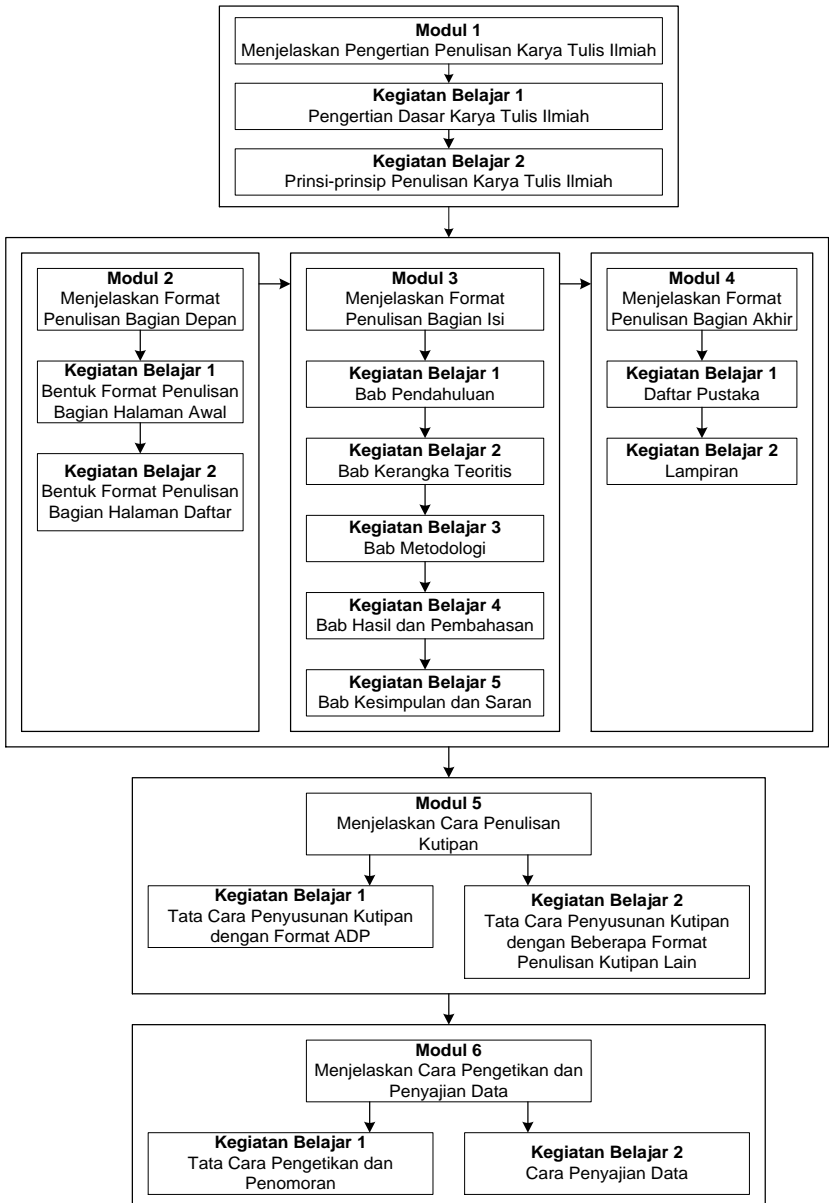 Modul 1
Menjelaskan Pengertian Penulisan Karya Tulis Ilmiah
Kegiatan Belajar 1
Pengertian Dasar Karya Tulis Ilmiah
Kegiatan Belajar 2
Prinsi-prinsip Penulisan Karya Tulis Ilmiah
Modul 2
Menjelaskan Format
Penulisan Bagian Depan
Kegiatan Belajar 1
Bentuk Format Penulisan
Bagian Halaman Awal
Kegiatan Belajar 2
Bentuk Format Penulisan
Bagian Halaman Daftar
Modul 3
Menjelaskan Format
Penulisan Bagian Isi
Kegiatan Belajar 1
Bab Pendahuluan
Kegiatan Belajar 2
Bab Kerangka Teoritis
Kegiatan Belajar 3
Bab Metodologi
Kegiatan Belajar 4
Bab Hasil dan Pembahasan
Kegiatan Belajar 5
Bab Kesimpulan dan Saran
Modul 4
Menjelaskan Format
Penulisan Bagian Akhir
Kegiatan Belajar 1
Daftar Pustaka
Kegiatan Belajar 2
Lampiran
Modul 5
Menjelaskan Cara Penulisan
Kutipan
Kegiatan Belajar 1
Tata Cara Penyusunan Kutipan
dengan Format ADP
Kegiatan Belajar 2
Tata Cara Penyusunan Kutipan
dengan Beberapa Format
Penulisan Kutipan Lain
Modul 6
Menjelaskan Cara Pengetikan dan
Penyajian Data
Kegiatan Belajar 1
Tata Cara Pengetikan dan
Penomoran
Kegiatan Belajar 2
Cara Penyajian Data